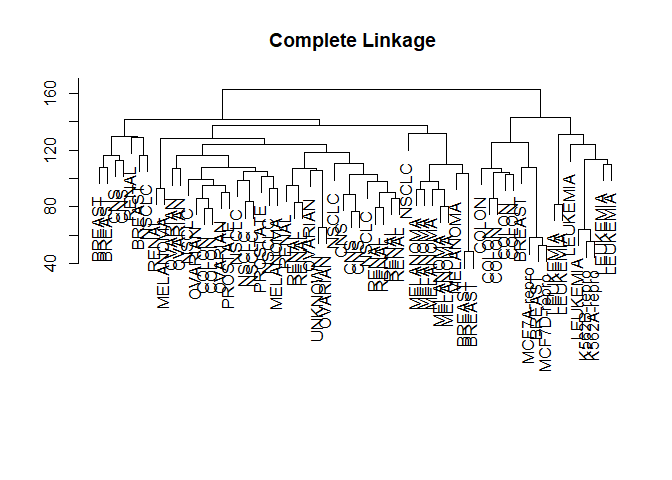 Complete Linkage
160
120
80
40
BREAST
BREAST
CNS
CNS
RENAL
BREAST
NSCLC
RENAL
MELANOMA
OVARIAN
OVARIAN
NSCLC
OVARIAN
COLON
COLON
OVARIAN
PROSTATE
NSCLC
NSCLC
NSCLC
PROSTATE
NSCLC
MELANOMA
RENAL
RENAL
RENAL
OVARIAN
UNKNOWN
OVARIAN
NSCLC
CNS
CNS
CNS
NSCLC
RENAL
RENAL
RENAL
RENAL
NSCLC
MELANOMA
MELANOMA
MELANOMA
MELANOMA
MELANOMA
MELANOMA
BREAST
BREAST
COLON
COLON
COLON
COLON
COLON
BREAST
MCF7A-repro
BREAST
MCF7D-repro
LEUKEMIA
LEUKEMIA
LEUKEMIA
LEUKEMIA
K562B-repro
K562A-repro
LEUKEMIA
LEUKEMIA